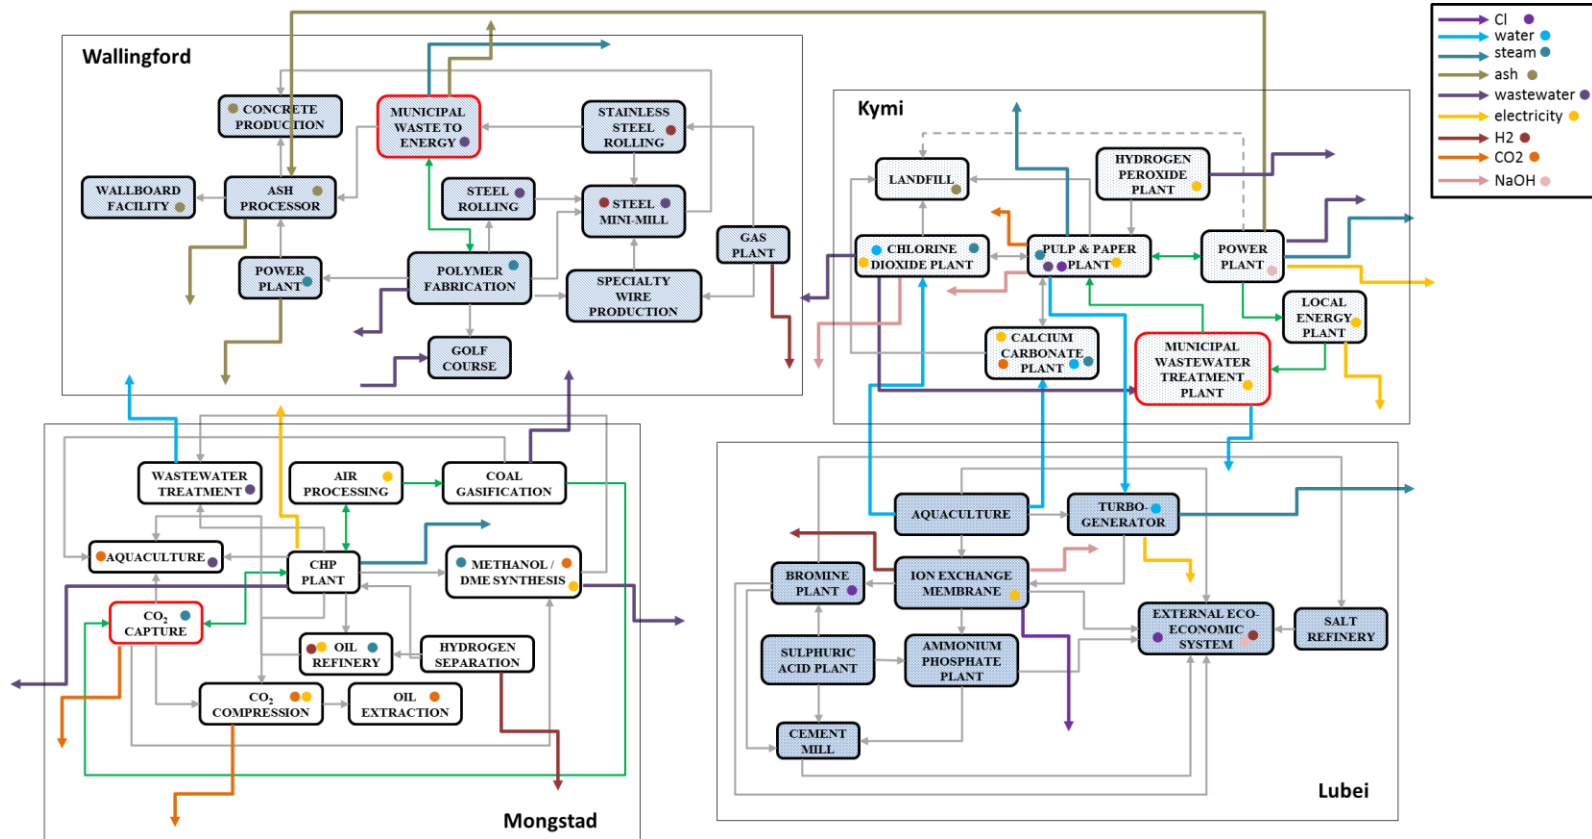 Wallingford
CONCRETE
PRODUCTION
MUNICIPAL
WASTE TO
ENERGY
STAINLESS
STEEL
ROLLING
WALLBOARD
FACILITY
ASH
PROCESSOR
STEEL
ROLLING
STEEL
MINI-MILL
GAS
PLANT
POWER
PLANT
POLYMER
FABRICATION
SPECIALTY
WIRE
PRODUCTION
GOLF
COURSE
Kymi
LANDFILL
HYDROGEN
PEROXIDE
PLANT
CHLORINE
DIOXIDE PLANT
PULP & PAPER
PLANT
POWER
PLANT
LOCAL
ENERGY
PLANT
CALCIUM
CARBONATE
PLANT
MUNICIPAL
WASTEWATER
TREATMENT
PLANT
Cl
water
steam
ash
wastewater
electricity
H2
CO2
NaOH
WASTEWATER
TREATMENT
AIR
PROCESSING
COAL
GASIFICATION
AQUACULTURE
CHP
PLANT
METHANOL /
DME SYNTHESIS
CO2
CAPTURE
OIL
REFINERY
HYDROGEN
SEPARATION
CO2
COMPRESSION
OIL
EXTRACTION
Mongstad
AQUACULTURE
TURBO-
GENERATOR
BROMINE
PLANT
ION EXCHANGE
MEMBRANE
EXTERNAL ECO-
ECONOMIC
SYSTEM
SALT
REFINERY
SULPHURIC
ACID PLANT
AMMONIUM
PHOSPHATE
PLANT
CEMENT
MILL
Lubei